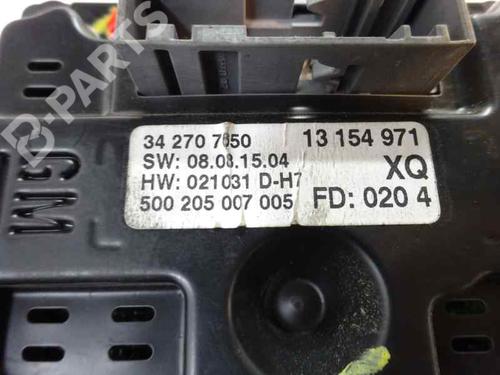 B-PARTS
GM
34 270 7650 13 154 971
SW: 08.08.15.04 XQ
HW: 021031 D-H7
500 205 007 005 FD: 020 4